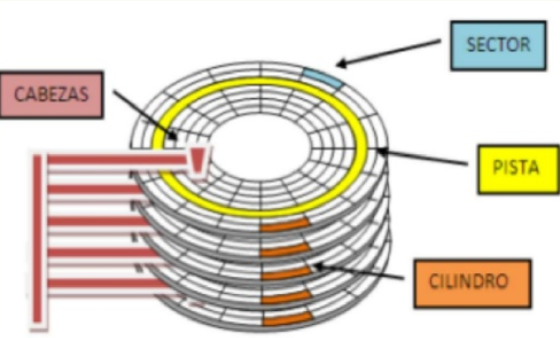 SECTOR
CABEZAS
PISTA
CILINDRO